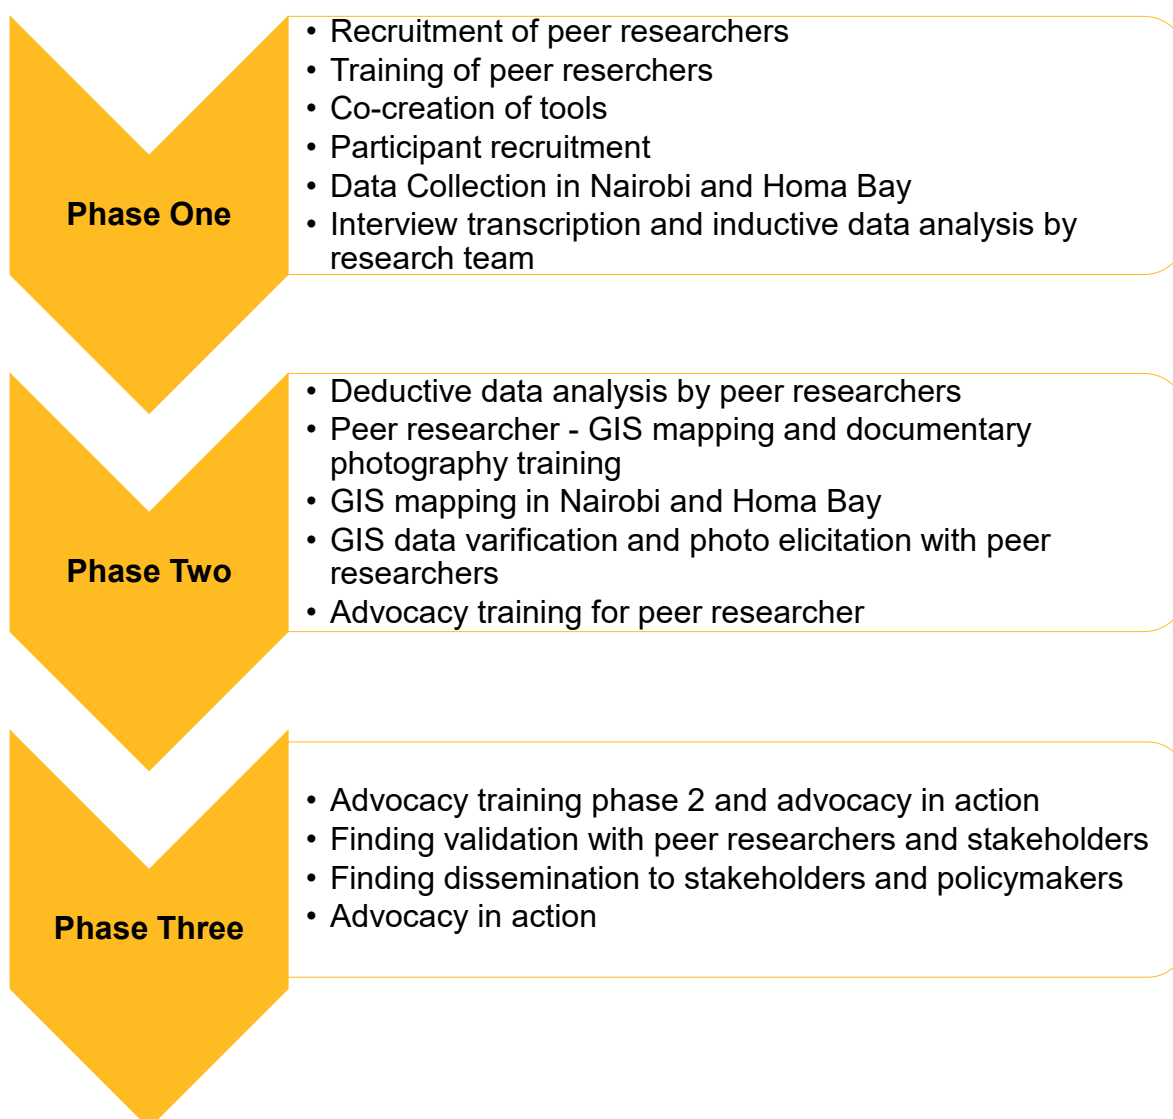 • Recruitment of peer researchers
• Training of peer reserchers
• Co-creation of tools
• Participant recruitment
• Data Collection in Nairobi and Homa Bay
• Interview transcription and inductive data analysis by
research team
Phase One
• Deductive data analysis by peer researchers
• Peer researcher - GIS mapping and documentary
photography training
• GIS mapping in Nairobi and Homa Bay
• GIS data varification and photo elicitation with peer
researchers
• Advocacy training for peer researcher
Phase Two
• Advocacy training phase 2 and advocacy in action
• Finding validation with peer researchers and stakeholders
• Finding dissemination to stakeholders and policymakers
• Advocacy in action
Phase Three